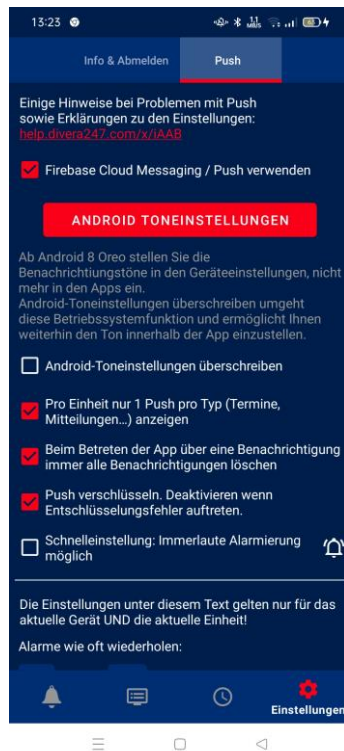 13:23
Info & Abmelden Push
Einige Hinweise bei Problemen mit Push
sowie Erklärungen zu den Einstellungen:
help.divera247.com/x/iAAB
Firebase Cloud Messaging / Push verwenden
ANDROID TONEINSTELLUNGEN
Ab Android 8 Oreo stellen Sie die
Benachrichtiungstöne in den Geräteeinstellungen, nicht
mehr in den Apps ein.
Android-Toneinstellungen überschreiben umgeht
diese Betriebssystemfunktion und ermöglicht Ihnen
weiterhin den Ton innerhalb der App einzustellen.
Android-Toneinstellungen überschreiben
Pro Einheit nur 1 Push pro Typ (Termine,
Mitteilungen...) anzeigen
Beim Betreten der App über eine Benachrichtigung
immer alle Benachrichtigungen löschen
Push verschlüsseln. Deaktivieren wenn
Entschlüsselungsfehler auftreten.
Schnelleinstellung: Immerlaute Alarmierung
möglich
Die Einstellungen unter diesem Text gelten nur für das
aktuelle Gerät UND die aktuelle Einheit!
Alarme wie oft wiederholen:
Einstellungen